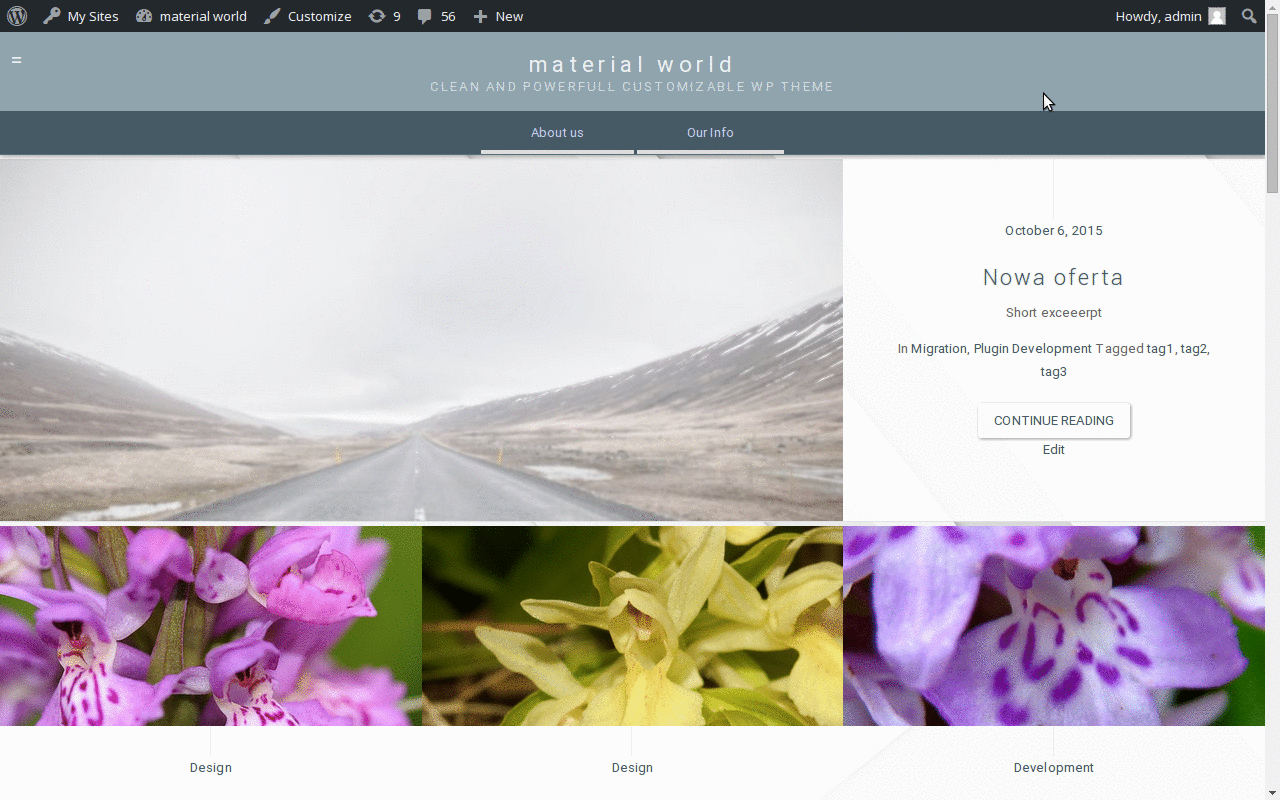 My Sites material world Customize 9 56 New Howdy, admin
=
material world
CLEAN AND POWERFULL CUSTOMIZABLE WP THEME
About us Our Info
October 6, 2015
Nowa oferta
Short exceeerpt
In Migration, Plugin Development Tagged tag1, tag2,
tag3
CONTINUE READING
Edit
Design Design Development